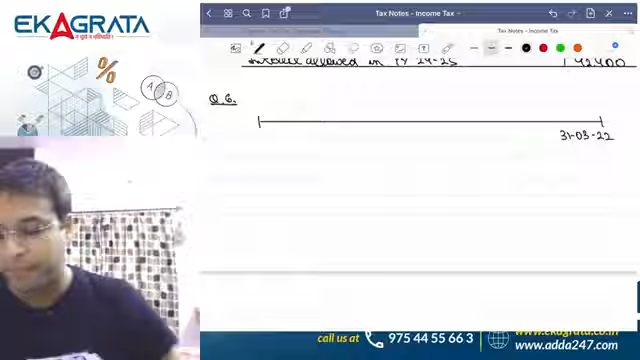 EKAGRATA
Tax Notes - Income Tax
Tax Notes - Income Tax
allowed in PY 24-25 1,42,400
Q.6.
31-03-22
%
A
B
call us at 975 44 55 66 3
www.ekagrata.in
www.adda247.com